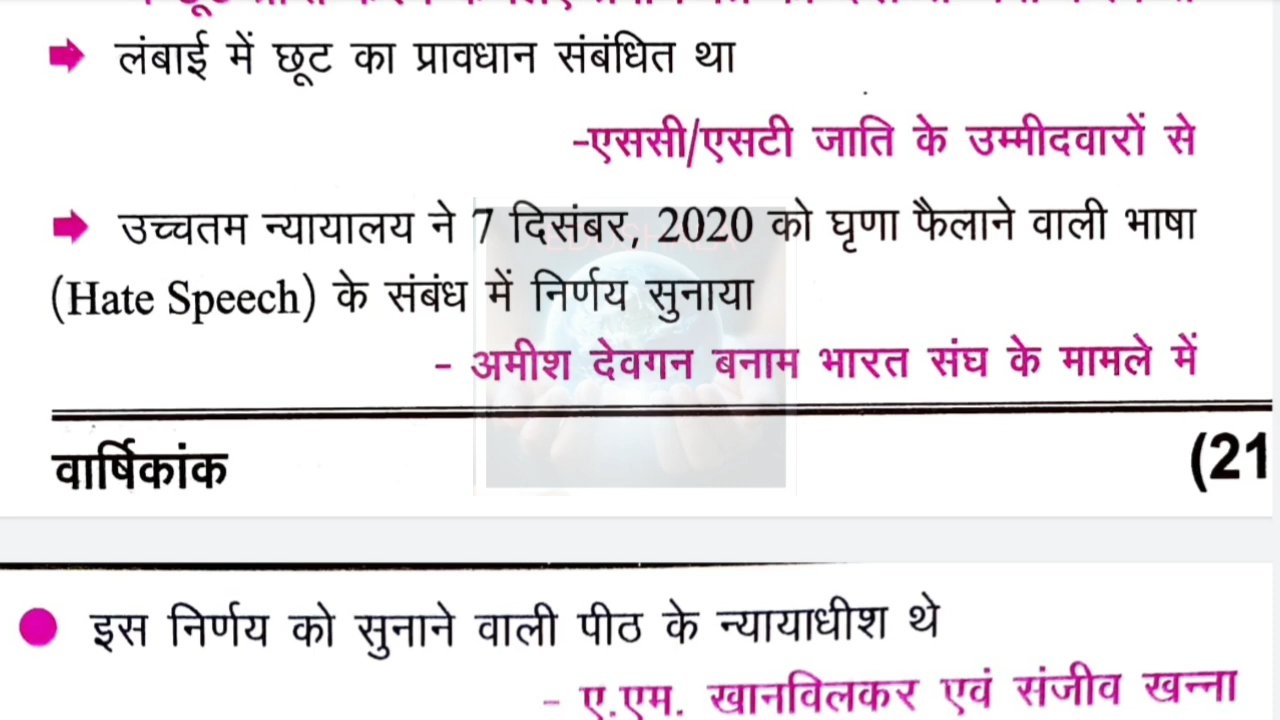 लंबाई में छूट का प्रावधान संबंधित था
-एससी/एसटी जाति के उम्मीदवारों से
उच्चतम न्यायालय ने 7 दिसंबर, 2020 को घृणा फैलाने वाली भाषा
(Hate Speech) के संबंध में निर्णय सुनाया
- अमीश देवगन बनाम भारत संघ के मामले में
वार्षिकांक
(21
इस निर्णय को सुनाने वाली पीठ के न्यायाधीश थे
- ए.एम. खानविलकर एवं संजीव खन्ना